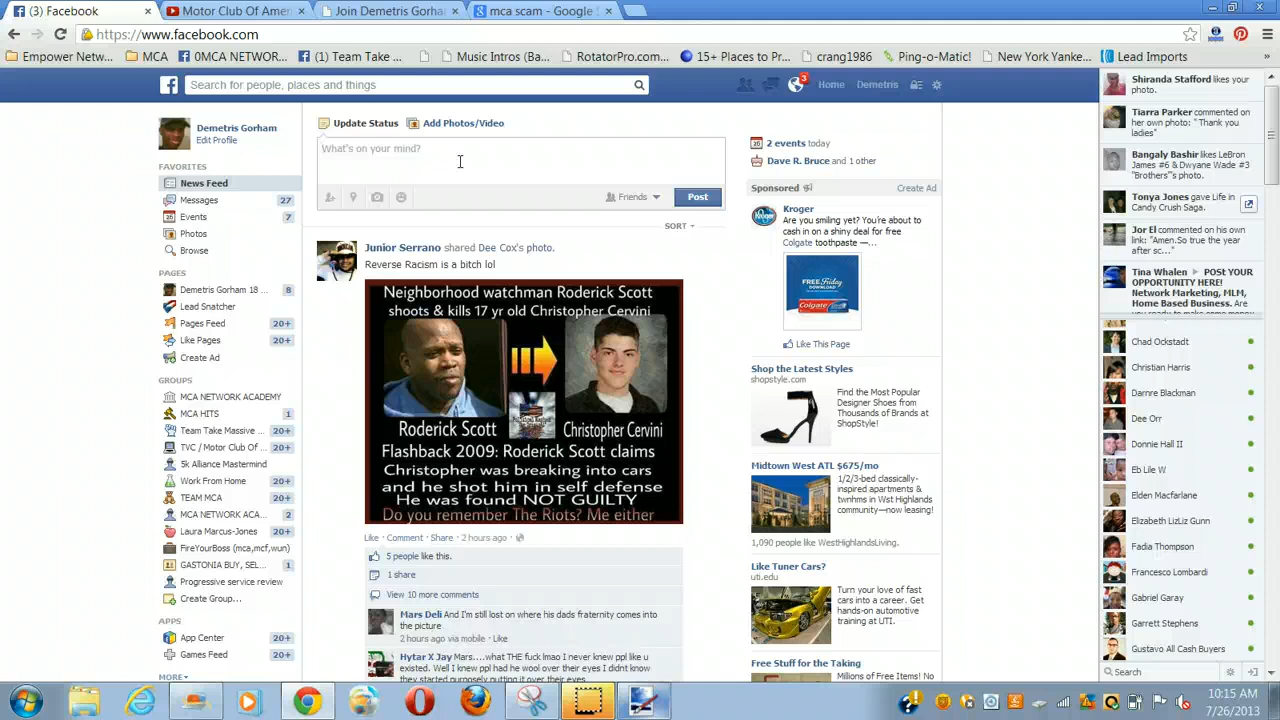 (3) Facebook
Motor Club Of Amer
Join Demetris Gorha
mca scam - Google
https://www.facebook.com
Empower Networ
MCA
0MCA NETWOR
(1) Team Take
Music Intros (Ba
RotatorPro.com
15+ Places to Pr
crang1986
Ping-o-Matic!
New York Yanke
Lead Imports
Search for people, places and things
3
Home
Demetris
Demetris Gorham
Edit Profile
FAVORITES
News Feed
Messages 27
Events 7
Photos
Browse
PAGES
Demetris Gorham 18 ... 8
Lead Snatcher
Pages Feed 20+
Like Pages 20+
Create Ad
GROUPS
MCA NETWORK ACADEMY
MCA HITS 1
Team Take Massive ... 20+
TVC / Motor Club Of ... 20+
5k Alliance Mastermind
Work From Home 20+
TEAM MCA 20+
MCA NETWORK ACA... 2
Laura Marcus-Jones 20+
FireYourBoss (mca,mcf,wun)
GASTONIA BUY, SEL... 1
Progressive service review
Create Group...
APPS
App Center 20+
Games Feed 20+
MORE
Update Status
Add Photos/Video
What's on your mind?
Friends
Post
SORT
Junior Serrano shared Dee Cox's photo.
Reverse Racism is a bitch lol
Neighborhood watchman Roderick Scott
shoots & kills 17 yr old Christopher Cervini
Roderick Scott
Christopher Cervini
Flashback 2009: Roderick Scott claims
Christopher was breaking into cars
and he shot him in self defense
He was found NOT GUILTY
Do you remember The Riots? Me either
Like · Comment · Share · 2 hours ago ·
5 people like this.
1 share
View 10 more comments
Mars Deli And I'm still lost on where his dads fraternity comes into
the picture
2 hours ago via mobile · Like
Hytar X Jay Mars....what THE fuck lmao I never knew ppl like u
existed. Well I knew ppl had he wool over their eyes I didnt know
2 events today
Dave R. Bruce and 1 other
Sponsored
Create Ad
Kroger
Are you smiling yet? You're about to
cash in on a shiny deal for free
Colgate toothpaste —...
FREE Friday
DOWNLOAD
Colgate
Like This Page
Shop the Latest Styles
shopstyle.com
Find the Most Popular
Designer Shoes from
Thousands of Brands at
ShopStyle!
Midtown West ATL $675/mo
1/2/3-bed classically-
inspired apartments &
twnhms in Wst Highlands
community—now leasing!
1,090 people like WestHighlandsLiving.
Like Tuner Cars?
uti.edu
Turn your love of fast
cars into a career. Get
hands-on automotive
training at UTI.
Free Stuff for the Taking
Millions of Free Items! No
Shiranda Stafford likes your
photo.
Tiarra Parker commented on
her own photo: "Thank you
ladies"
Bangaly Bashir likes LeBron
James #6 & Dwyane Wade #3
"Brothers"'s photo.
Tonya Jones gave Life in
Candy Crush Saga.
Jor El commented on his own
link: "Amen.So true the year
after sc..."
Tina Whalen ► POSt YOUR
OPPORTUNITY HERE!
Network Marketing, MLM,
Home Based Business. Are
Chad Ockstadt
Christian Harris
Darnre Blackman
Dee Orr
Donnie Hall II
Eb Lile W
Elden Macfarlane
Elizabeth LizLiz Gunn
Fadia Thompson
Francesco Lombardi
Gabriel Garay
Garrett Stephens
Gustavo All Cash Buyers
Search
10:15 AM
7/26/2013